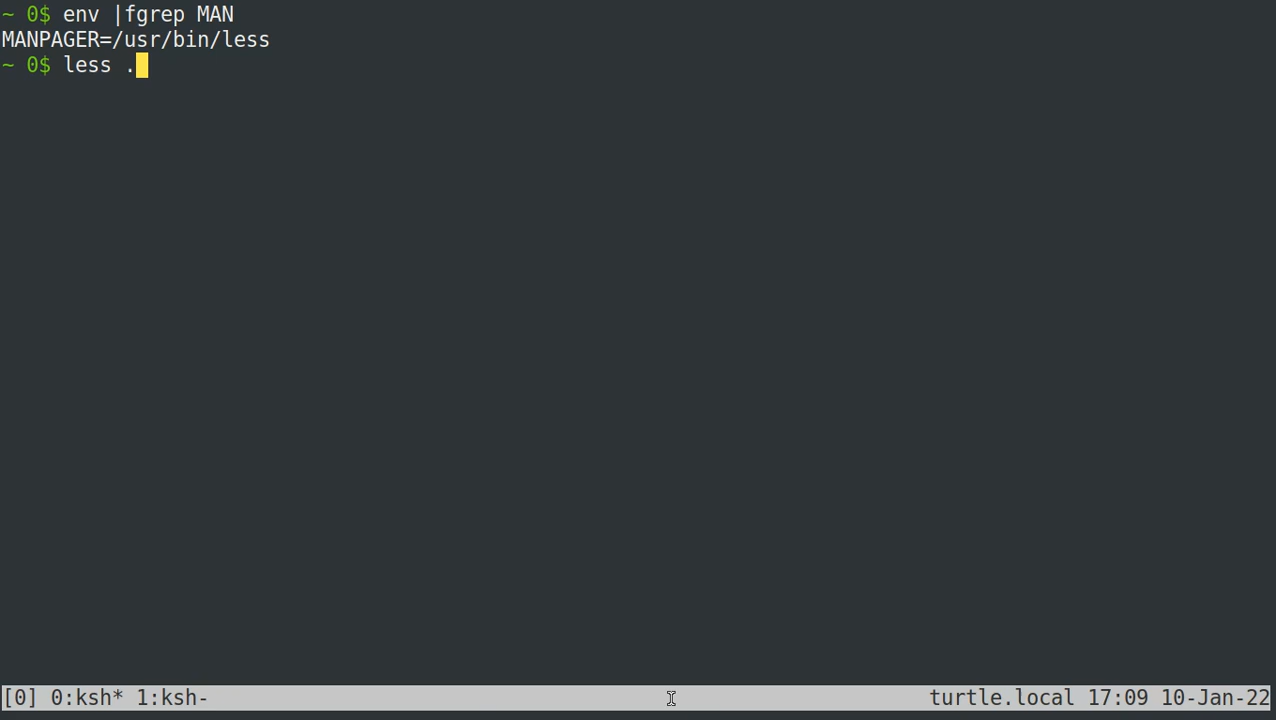 ~ 0$ env |fgrep MAN
MANPAGER=/usr/bin/less
~ 0$ less .
[0] 0:ksh* 1:ksh- turtle.local 17:09 10-Jan-22